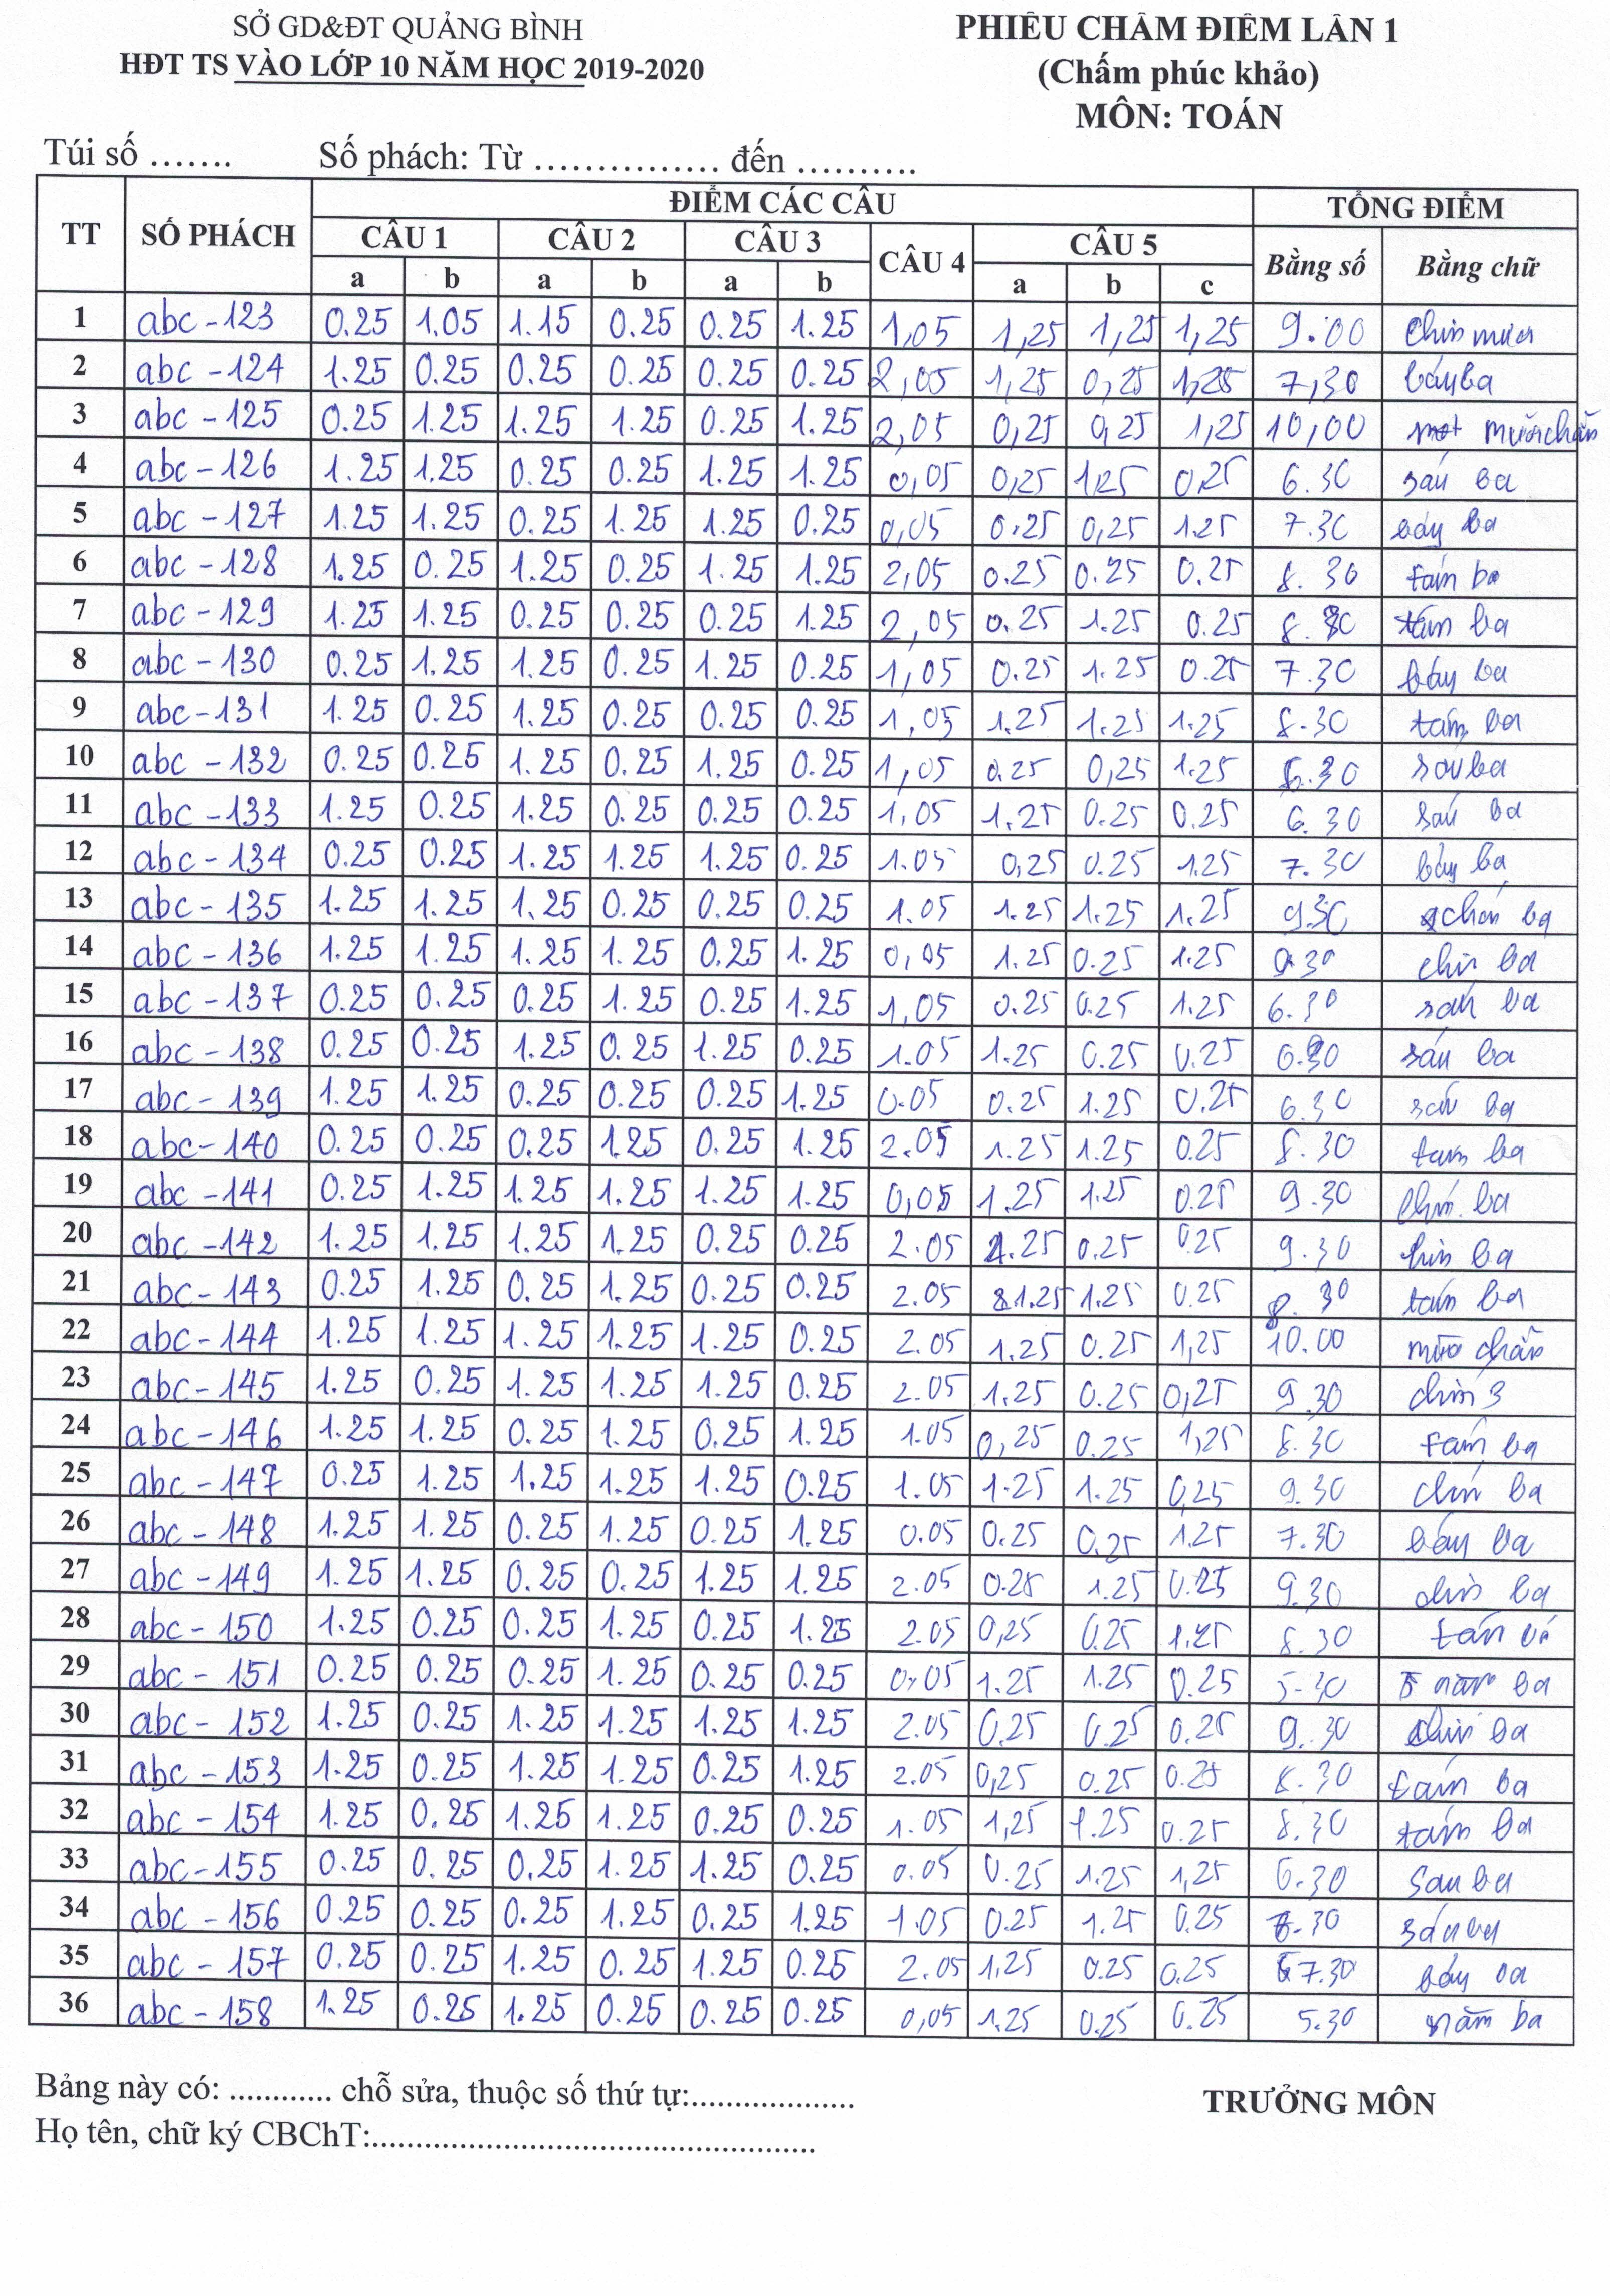 SỞ GD&ĐT QUẢNG BÌNH
HĐT TS VÀO LỚP 10 NĂM HỌC 2019-2020
PHIẾU CHẤM ĐIỂM LẦN 1
(Chấm phúc khảo)
MÔN: TOÁN
Túi số ....... Số phách: Từ ............... đến ..........
TT SỐ PHÁCH ĐIỂM CÁC CÂU TỔNG ĐIỂM
CÂU 1 CÂU 2 CÂU 3 CÂU 4 CÂU 5 Bằng số Bằng chữ
a b a b a b a b c
1 abc - 123 0.25 1.05 1.15 0.25 0.25 1.25 1,05 1,25 1,25 1,25 9.00
2 abc - 124 1.25 0.25 0.25 0.25 0.25 0.25 2,05 1,25 0,25 1,25 7,30 bảy ba
3 abc - 125 0.25 1.25 1.25 1.25 0.25 1.25 2,05 0,25 0,25 1,25 10,00 mười chẵn
4 abc - 126 1.25 1.25 0.25 0.25 1.25 1.25 0,05 0,25 1,25 0,25 6.30 sáu ba
5 abc - 127 1.25 1.25 0.25 1.25 1.25 0.25 0,05 0.25 0,25 1.25 7.30 bảy ba
6 abc - 128 1.25 0.25 1.25 0.25 1.25 1.25 2,05 0.25 0.25 0.25 8.30 tám ba
7 abc - 129 1.25 1.25 0.25 0.25 0.25 1.25 2,05 0.25 1.25 0.25 8.30 tám ba
8 abc - 130 0.25 1.25 1.25 0.25 1.25 0.25 1,05 0.25 1.25 0.25 7.30 bảy ba
9 abc - 131 1.25 0.25 1.25 0.25 0.25 0.25 1,05 1.25 1.25 1.25 8.30 tám ba
10 abc - 132 0.25 0.25 1.25 0.25 1.25 0.25 1,05 0.25 0,25 1.25 6.30 sáu ba
11 abc - 133 1.25 0.25 1.25 0.25 0.25 0.25 1,05 1.25 0.25 0.25 6.30 sáu ba
12 abc - 134 0.25 0.25 1.25 1.25 1.25 0.25 1.05 0,25 0.25 1.25 7.30 bảy ba
13 abc - 135 1.25 1.25 1.25 0.25 0.25 0.25 1.05 1.25 1.25 1.25 9.30 chín ba
14 abc - 136 1.25 1.25 1.25 1.25 0.25 1.25 0,05 1.25 0.25 1.25 9.30 chín ba
15 abc - 137 0.25 0.25 0.25 1.25 0.25 1.25 1,05 0.25 0.25 1.25 6.30 sáu ba
16 abc - 138 0.25 0.25 1.25 0.25 1.25 0.25 1.05 1.25 0.25 0.25 6.30 sáu ba
17 abc - 139 1.25 1.25 0.25 0.25 0.25 1.25 0.05 0.25 1.25 0.25 6.30 sáu ba
18 abc - 140 0.25 0.25 0.25 1.25 0.25 1.25 2.05 1.25 1.25 0.25 8.30 tám ba
19 abc - 141 0.25 1.25 1.25 1.25 1.25 1.25 0,05 1.25 1.25 0.25 9.30 chín ba
20 abc - 142 1.25 1.25 1.25 1.25 0.25 0.25 2.05 1.25 0.25 0.25 9.30 chín ba
21 abc - 143 0.25 1.25 0.25 1.25 0.25 0.25 2.05 1.25 1.25 0.25 8.30 tám ba
22 abc - 144 1.25 1.25 1.25 1.25 1.25 0.25 2.05 1.25 0.25 1,25 10.00 mười chẵn
23 abc - 145 1.25 0.25 1.25 1.25 1.25 0.25 2.05 1.25 0.25 0,25 9.30 chín 3
24 abc - 146 1.25 1.25 0.25 1.25 0.25 1.25 1.05 0,25 0.25 1,25 8.30 tám ba
25 abc - 147 0.25 1.25 1.25 1.25 1.25 0.25 1.05 1.25 1.25 0,25 9.30 chín ba
26 abc - 148 1.25 1.25 0.25 1.25 0.25 1.25 0.05 0.25 0.25 1.25 7.30 bảy ba
27 abc - 149 1.25 1.25 0.25 0.25 1.25 1.25 2.05 0.25 1.25 0.25 9.30 chín ba
28 abc - 150 1.25 0.25 0.25 1.25 0.25 1.25 2.05 0,25 0.25 1.25 8.30 tám
29 abc - 151 0.25 0.25 0.25 1.25 0.25 0.25 0,05 1.25 1.25 0.25 5.30 năm ba
30 abc - 152 1.25 0.25 1.25 1.25 1.25 1.25 2.05 0,25 0.25 0.25 9.30 chín ba
31 abc - 153 1.25 0.25 1.25 1.25 0.25 1.25 2.05 0,25 0.25 0.25 8.30 tám ba
32 abc - 154 1.25 0.25 1.25 1.25 0.25 0.25 1.05 1,25 1.25 0.25 8.30 tám ba
33 abc - 155 0.25 0.25 0.25 1.25 1.25 0.25 0.05 0.25 1.25 1,25 6.30 sáu ba
34 abc - 156 0.25 0.25 0.25 1.25 0.25 1.25 1.05 0.25 1.25 0.25 6.30 sáu ba
35 abc - 157 0.25 0.25 1.25 0.25 1.25 0.25 2.05 1,25 0.25 0.25 7.30 bảy ba
36 abc - 158 1.25 0.25 1.25 0.25 0.25 0.25 0,05 1.25 0.25 0.25 5.30 năm ba
Bảng này có: ............ chỗ sửa, thuộc số thứ tự:....................
TRƯỞNG MÔN
Họ tên, chữ ký CBChT:....................................................